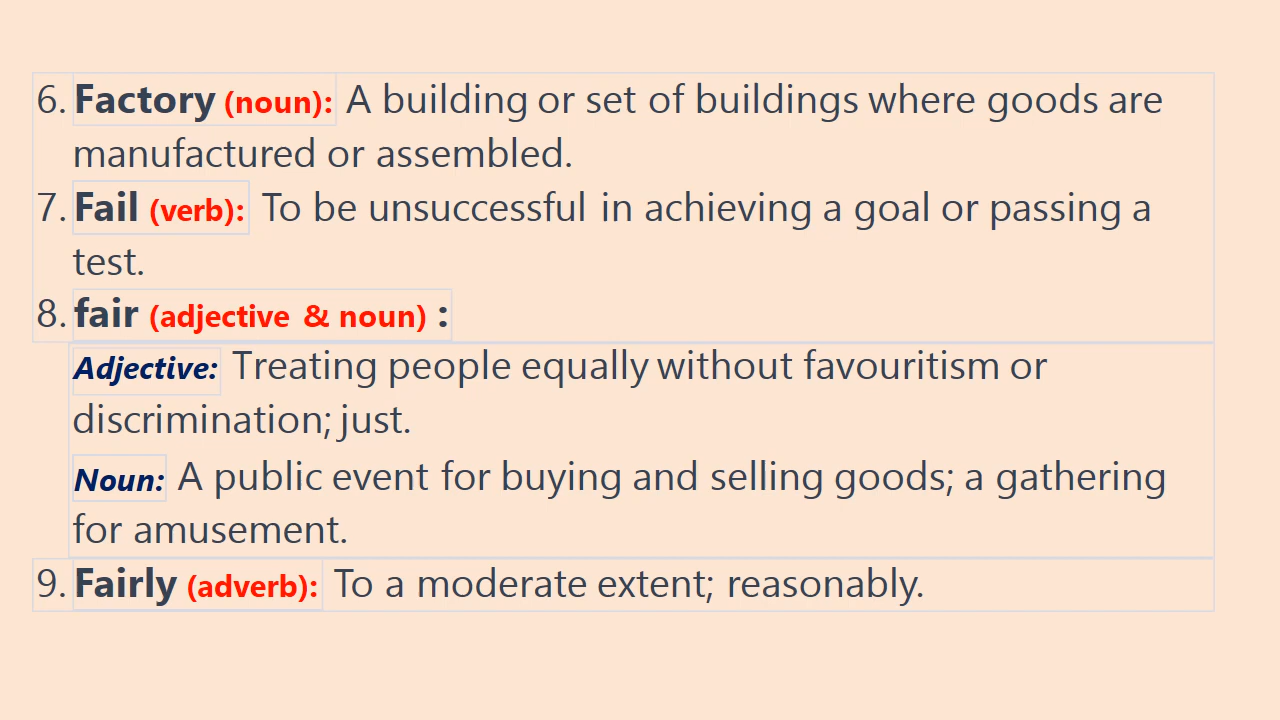 6. Factory (noun): A building or set of buildings where goods are
manufactured or assembled.
7. Fail (verb): To be unsuccessful in achieving a goal or passing a
test.
8. fair (adjective & noun) :
Adjective: Treating people equally without favouritism or
discrimination; just.
Noun: A public event for buying and selling goods; a gathering
for amusement.
9. Fairly (adverb): To a moderate extent; reasonably.